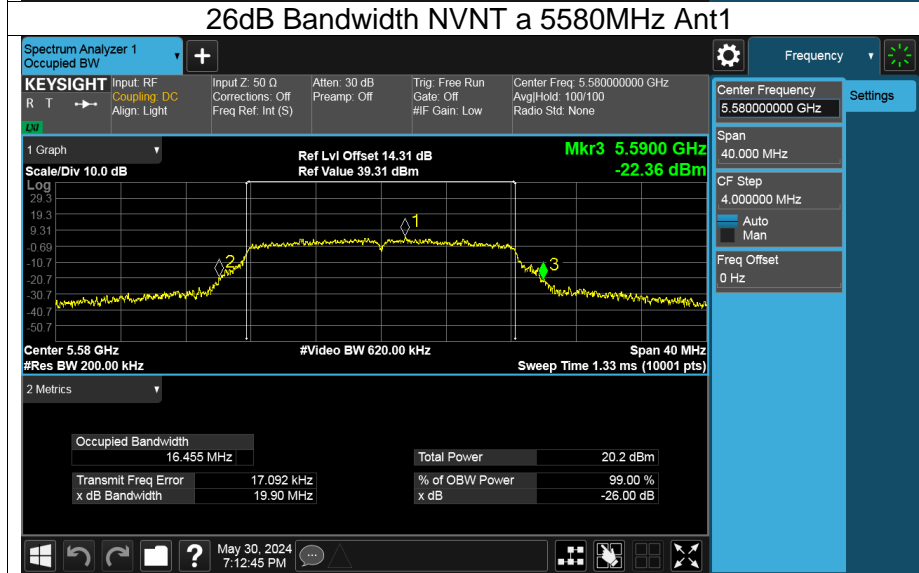 26dB Bandwidth NVNT a 5580MHz Ant1
Spectrum Analyzer 1
Occupied BW
+
Frequency
KEYSIGHT
R T
LXI
Input: RF
Coupling: DC
Align: Light
Input Z: 50 Ω
Corrections: Off
Freq Ref: Int (S)
Atten: 30 dB
Preamp: Off
Trig: Free Run
Gate: Off
#IF Gain: Low
Center Freq: 5.580000000 GHz
Avg|Hold: 100/100
Radio Std: None
Center Frequency
5.580000000 GHz
Settings
Span
40.000 MHz
CF Step
4.000000 MHz
Auto
Man
Freq Offset
0 Hz
1 Graph
Scale/Div 10.0 dB
Ref Lvl Offset 14.31 dB
Ref Value 39.31 dBm
Mkr3 5.5900 GHz
-22.36 dBm
Log
29.3
19.3
9.31
-0.69
-10.7
-20.7
-30.7
-40.7
-50.7
1
2
3
Center 5.58 GHz
#Video BW 620.00 kHz
Span 40 MHz
#Res BW 200.00 kHz
Sweep Time 1.33 ms (10001 pts)
2 Metrics
Occupied Bandwidth
16.455 MHz
Total Power 20.2 dBm
Transmit Freq Error 17.092 kHz
% of OBW Power 99.00 %
x dB Bandwidth 19.90 MHz
x dB -26.00 dB
?
May 30, 2024
7:12:45 PM